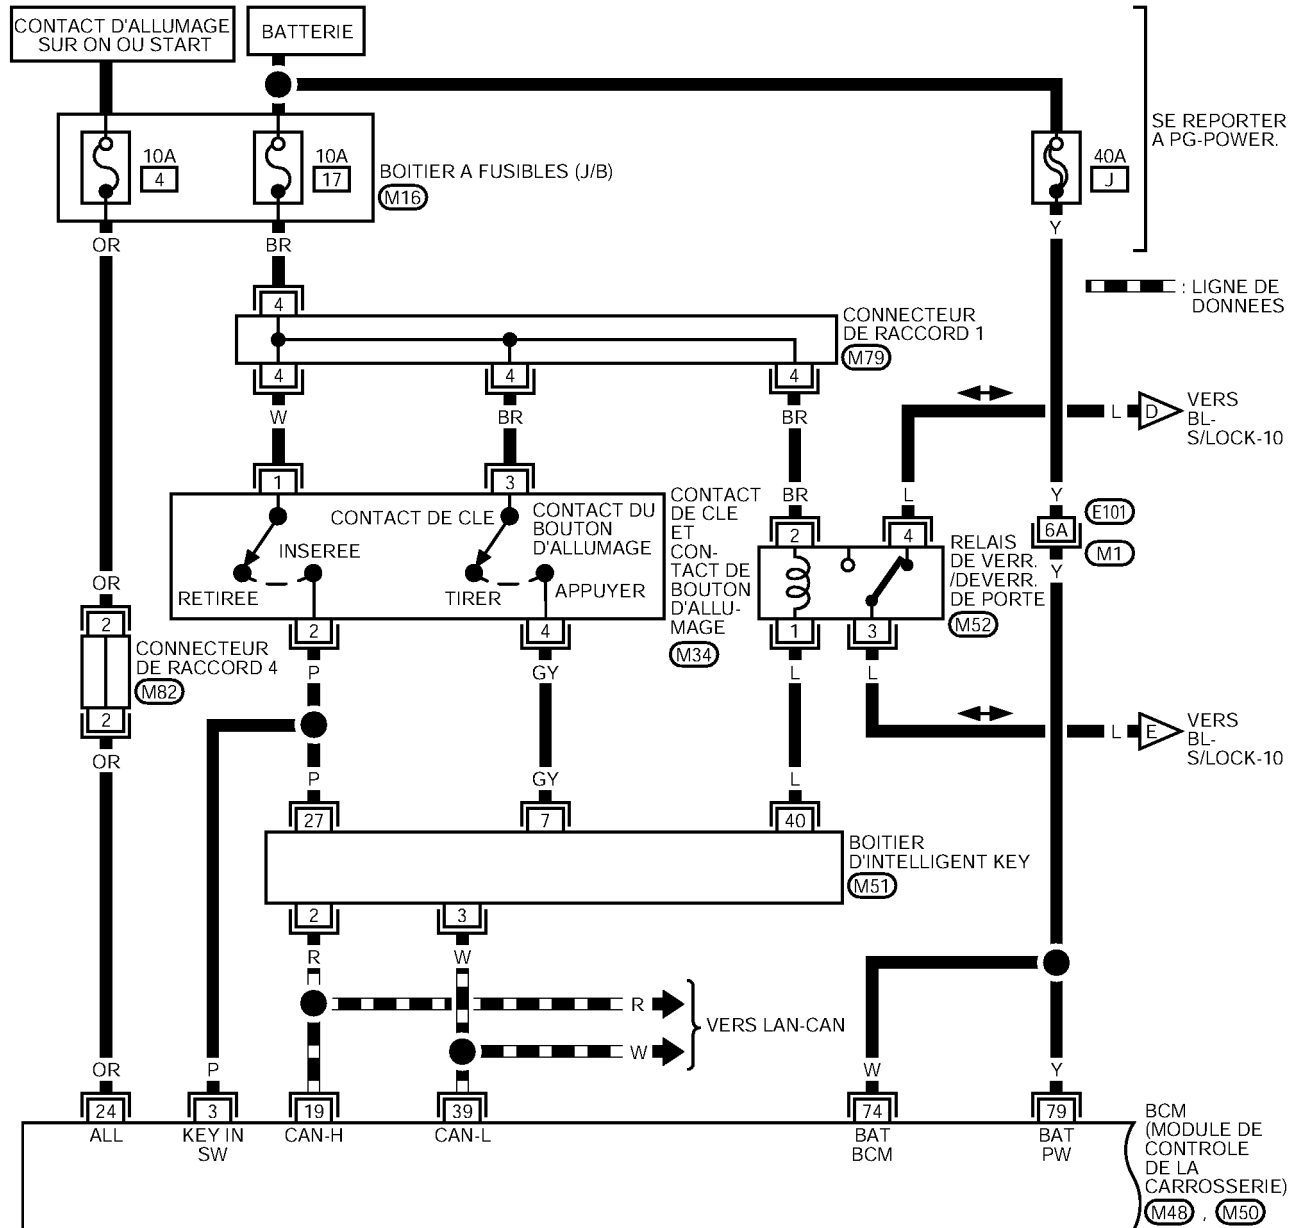 CONTACT D'ALLUMAGE
SUR ON OU START
BATTERIE
SE REPORTER
A PG-POWER.
10A
4
10A
17
BOITIER A FUSIBLES (J/B)
M16
40A
J
OR
BR
Y
: LIGNE DE
DONNEES
4
CONNECTEUR
DE RACCORD 1
M79
4
4
4
W
BR
BR
L
D
VERS
BL-
S/LOCK-10
1
3
BR
L
Y
CONTACT DE CLE
INSEREE
RETIREE
CONTACT DU
BOUTON
D'ALLUMAGE
TIRER
APPUYER
CONTACT
DE CLE
ET
CON-
TACT DE
BOUTON
D'ALLU-
MAGE
M34
2
4
RELAIS
DE VERR.
/DEVERR.
DE PORTE
M52
6A
E101
M1
Y
OR
2
CONNECTEUR
DE RACCORD 4
M82
2
OR
2
4
1
3
P
GY
L
L
L
E
VERS
BL-
S/LOCK-10
P
GY
L
27
7
40
BOITIER
D'INTELLIGENT KEY
M51
2
3
R
W
R
W
VERS LAN-CAN
OR
P
W
Y
24
3
19
39
74
79
ALL
KEY IN
SW
CAN-H
CAN-L
BAT
BCM
BAT
PW
BCM
(MODULE DE
CONTROLE
DE LA
CARROSSERIE)
M48 , M50